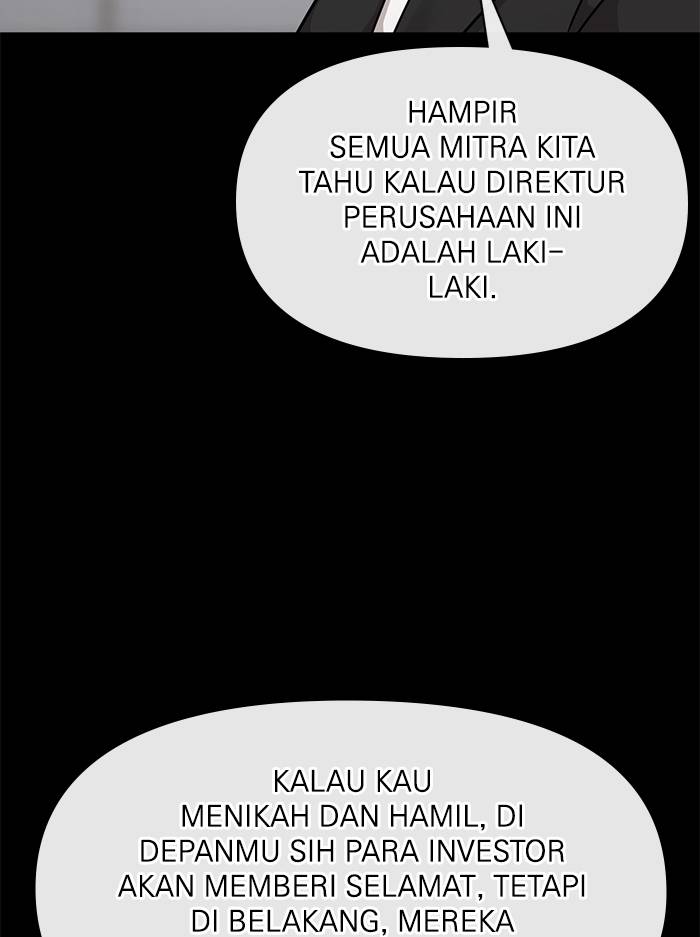 HAMPIR
SEMUA MITRA KITA
TAHU KALAU DIREKTUR
PERUSAHAAN INI
ADALAH LAKI-
LAKI.
KALAU KAU
MENIKAH DAN HAMIL, DI
DEPANMU SIH PARA INVESTOR
AKAN MEMBERI SELAMAT, TETAPI
DI BELAKANG, MEREKA